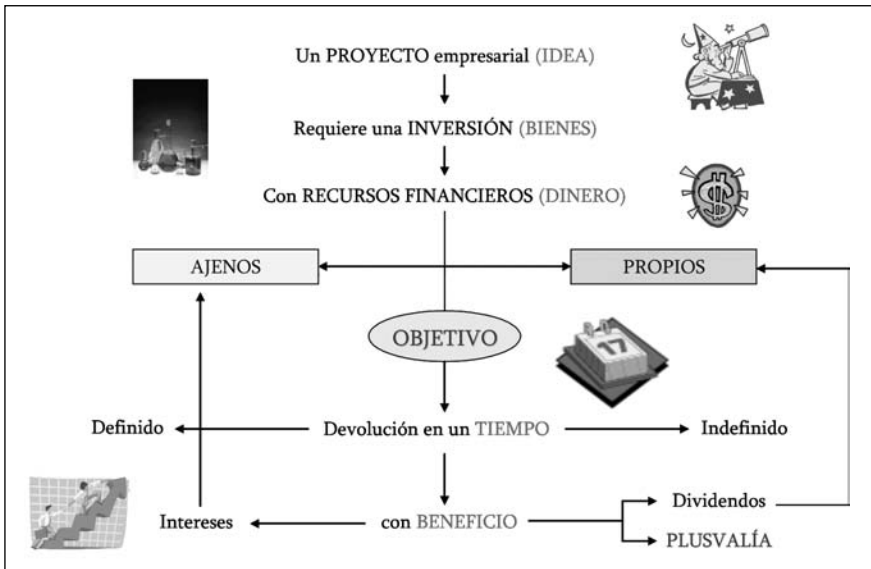 Un PROYECTO empresarial (IDEA)
Requiere una INVERSIÓN (BIENES)
Con RECURSOS FINANCIEROS (DINERO)
AJENOS
PROPIOS
OBJETIVO
17
Definido
Devolución en un TIEMPO
Indefinido
Intereses
con BENEFICIO
Dividendos
PLUSVALÍA